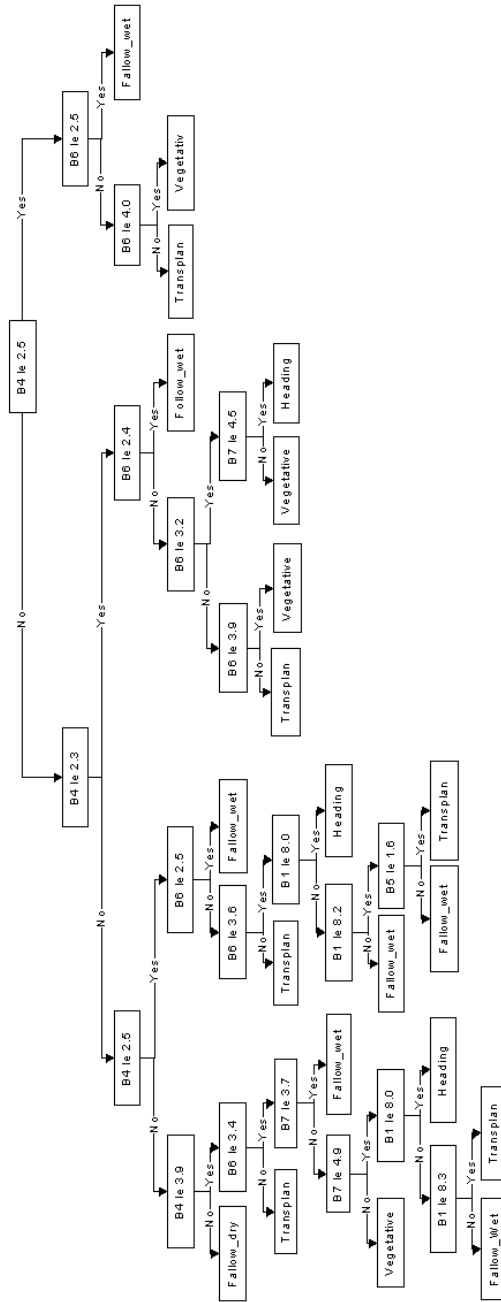 B4 le 2.5
No Yes
B4 le 2.3 B6 le 2.5
No Yes No Yes
B4 le 2.5 B6 le 2.4 B6 le 4.0 Fallow_wet
No Yes No Yes No Yes
B4 le 3.9 B6 le 2.5 B6 le 3.2 Follow_wet Transplan Vegetativ
No Yes No Yes No Yes
Fallow_dry B6 le 3.4 B6 le 3.6 Fallow_wet B6 le 3.9 B7 le 4.5
No Yes No Yes No Yes No Yes
Transplan B7 le 3.7 Transplan B1 le 8.0 Transplan Vegetative Vegetative Heading
No Yes No Yes
B7 le 4.9 Fallow_wet B1 le 8.2 Heading
No Yes No Yes
Vegetative B1 le 8.0 Fallow_wet B5 le 1.6
No Yes No Yes
B1 le 8.3 Heading Fallow_wet Transplan
No Yes
Fallow_Wet Transplan